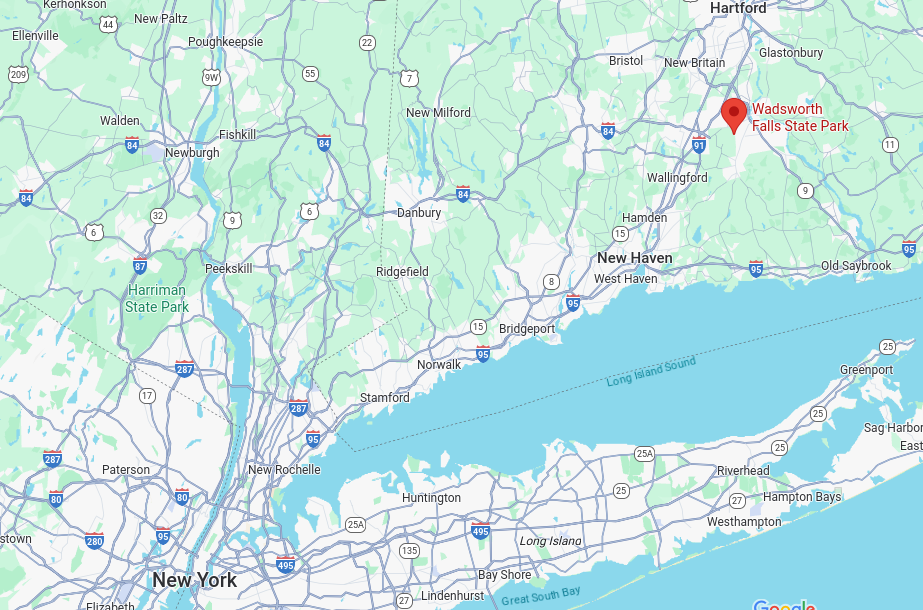 Kerhonkson
New Paltz
44
Hartford
Ellenville
Poughkeepsie
22
Glastonbury
Bristol
New Britain
209
9W
55
7
New Milford
Wadsworth
Falls State Park
Walden
Fishkill
84
84
84
91
11
Newburgh
Wallingford
84
84
9
6
32
9
6
Danbury
Hamden
15
95
87
Peekskill
Ridgefield
New Haven
95
Old Saybrook
West Haven
8
Harriman
State Park
95
15
Bridgeport
25
287
Norwalk
95
Long Island Sound
Greenport
17
Stamford
287
25
Sag Harbor
95
East
25
287
Paterson
New Rochelle
25A
Riverhead
80
80
Huntington
25
27
Hampton Bays
25A
Westhampton
stown
280
95
495
Long Island
135
495
New York
Bay Shore
Lindenhurst
Great South Bay
27
Elizabeth
Google